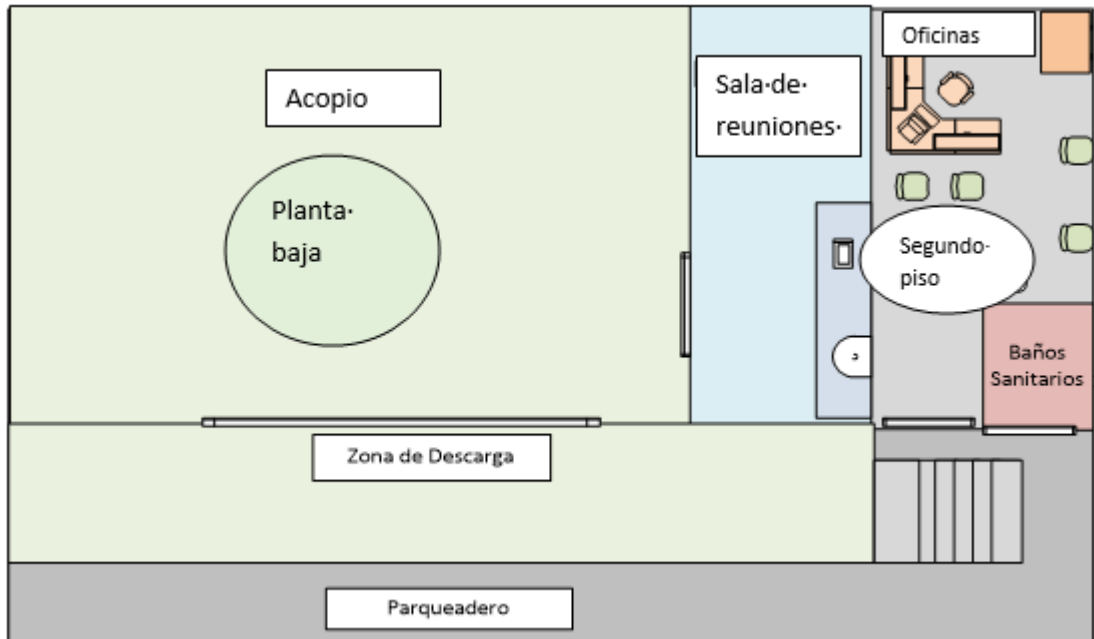 Acopio
Planta·
baja
Sala·de·
reuniones·
Oficinas
Segundo·
piso
Baños
Sanitarios
Zona de Descarga
Parqueadero